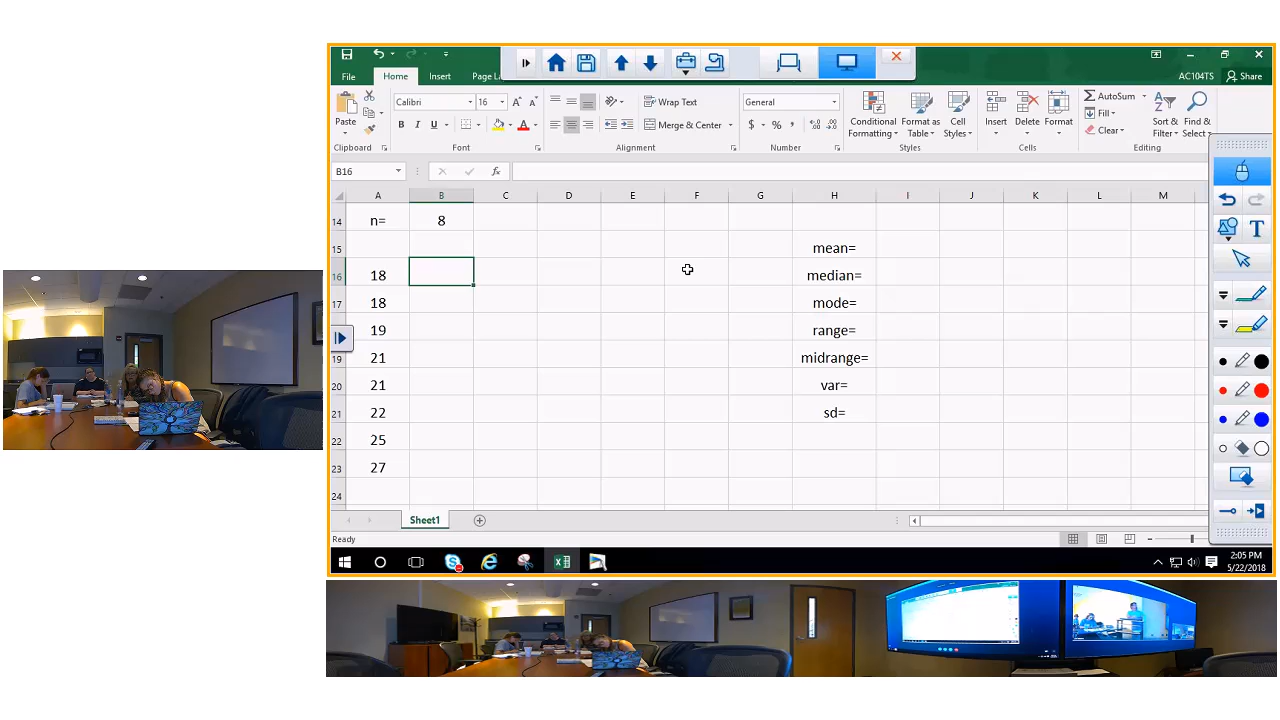 File Home Insert Page La
AC104TS Share
Paste
Calibri 16
Wrap Text
Merge & Center
General
Conditional Formatting
Format as Table
Cell Styles
Insert Delete Format
AutoSum
Fill
Clear
Sort & Filter
Find & Select
Clipboard Font Alignment Number Styles Cells Editing
B16 fx
A B C D E F G H I J K L M
14 n= 8
15 mean=
16 18 median=
17 18 mode=
19 range=
19 21 midrange=
20 21 var=
21 22 sd=
22 25
23 27
24
Sheet1
Ready
2:05 PM
5/22/2018